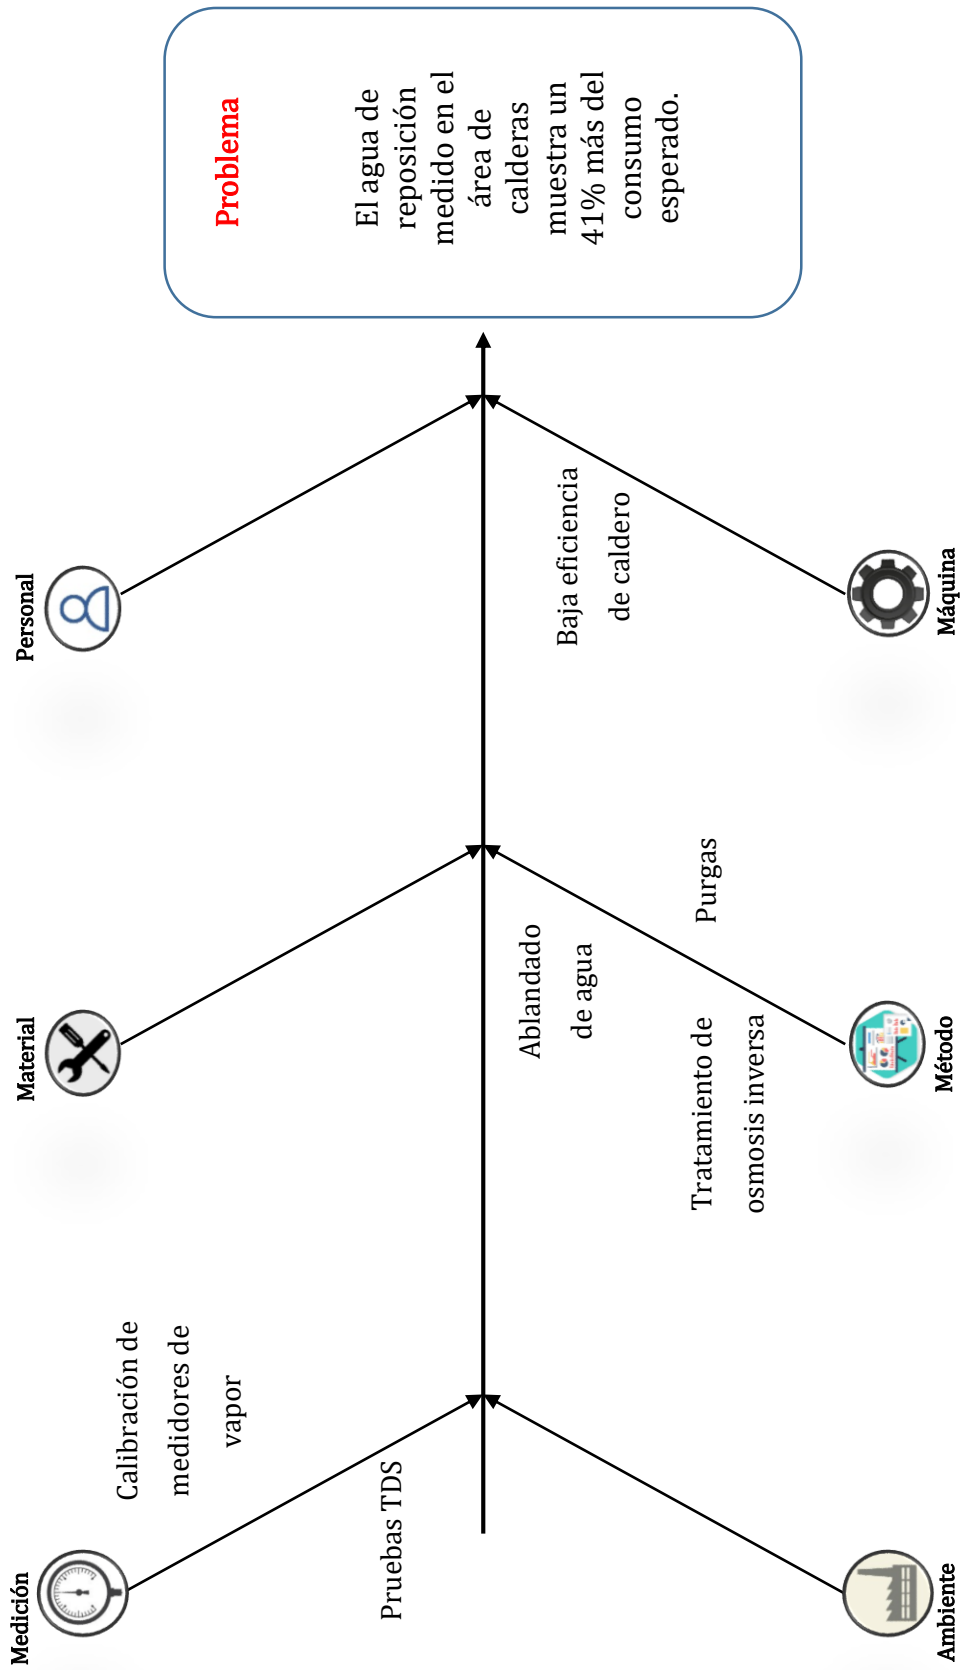 Medición
Material
Personal
Calibración de
medidores de
vapor
Pruebas TDS
Problema
El agua de
reposición
medido en el
área de
calderas
muestra un
41% más del
consumo
esperado.
Ablandado
de agua
Baja eficiencia
de caldero
Tratamiento de
osmosis inversa
Purgas
Ambiente
Método
Máquina